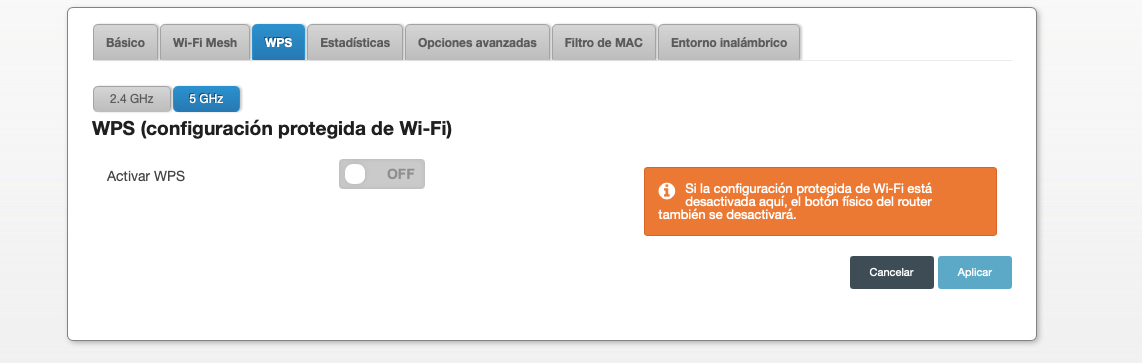 Básico Wi-Fi Mesh WPS Estadísticas Opciones avanzadas Filtro de MAC Entorno inalámbrico
2.4 GHz 5 GHz
WPS (configuración protegida de Wi-Fi)
Activar WPS OFF
Si la configuración protegida de Wi-Fi está
desactivada aquí, el botón físico del router
también se desactivará.
Cancelar Aplicar